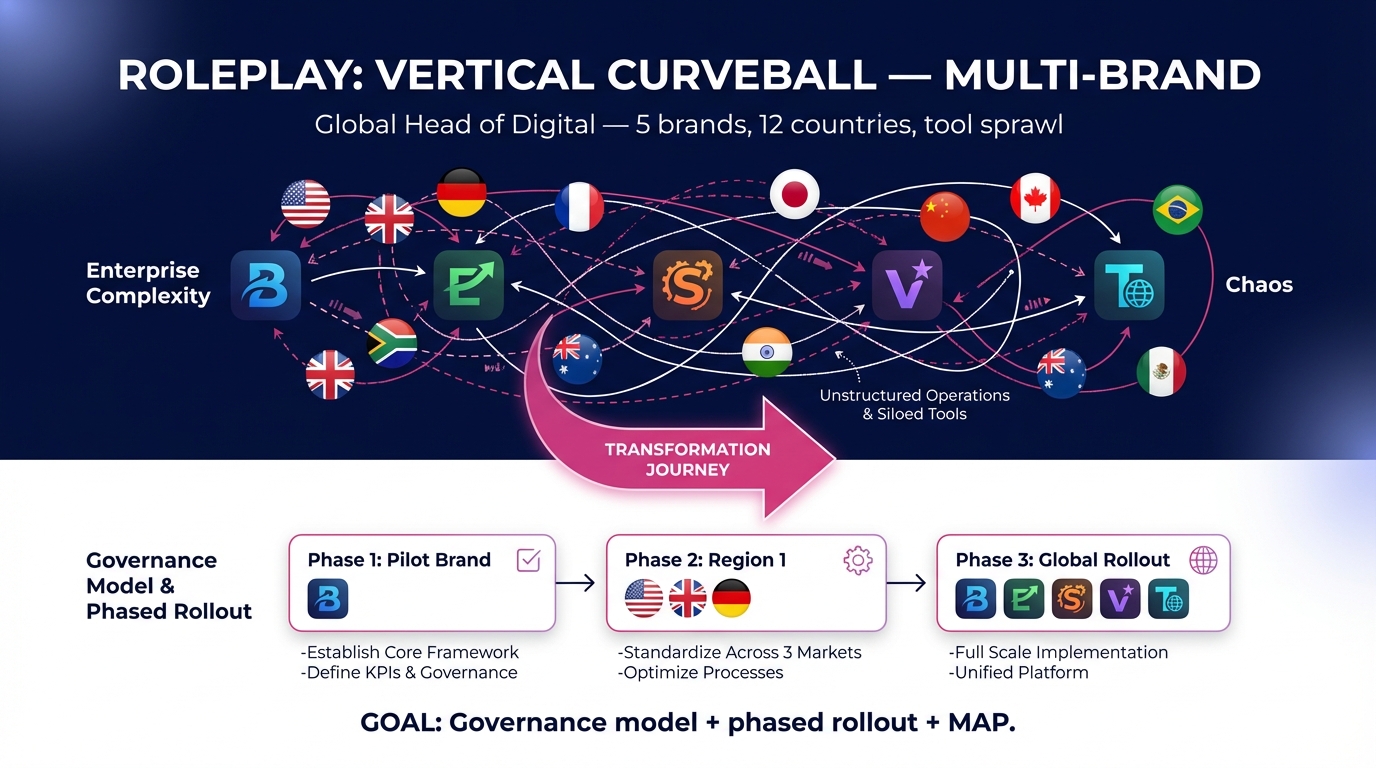 ROLEPLAY: VERTICAL CURVEBALL — MULTI-BRAND
Global Head of Digital — 5 brands, 12 countries, tool sprawl
Enterprise
Complexity
B
E
S
V
T
Chaos
Unstructured Operations
& Siloed Tools
TRANSFORMATION
JOURNEY
Governance
Model &
Phased Rollout
Phase 1: Pilot Brand
B
-Establish Core Framework
-Define KPIs & Governance
Phase 2: Region 1
-Standardize Across 3 Markets
-Optimize Processes
Phase 3: Global Rollout
B E S V T
-Full Scale Implementation
-Unified Platform
GOAL: Governance model + phased rollout + MAP.